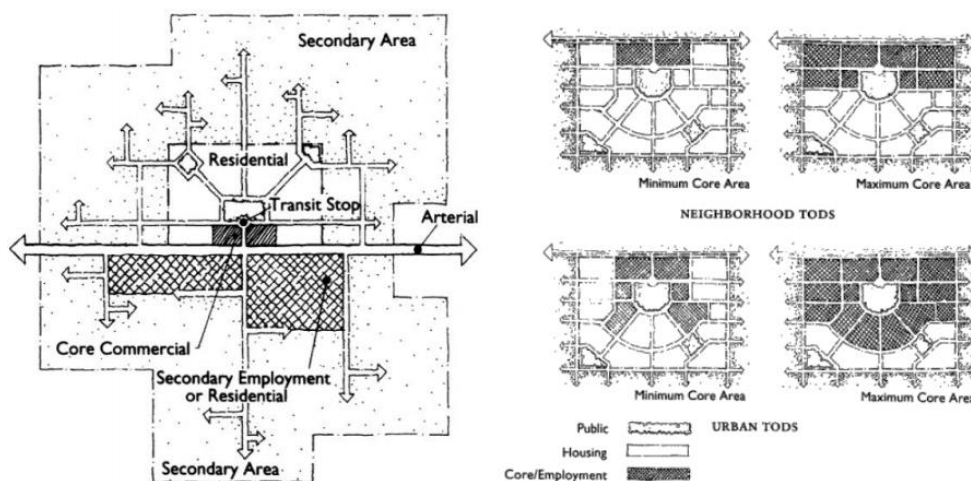 Secondary Area
Residential
Transit Stop
Arterial
Core Commercial
Secondary Employment
or Residential
Secondary Area
Minimum Core Area
Maximum Core Area
NEIGHBORHOOD TODS
Minimum Core Area
Maximum Core Area
Public
URBAN TODS
Housing
Core/Employment